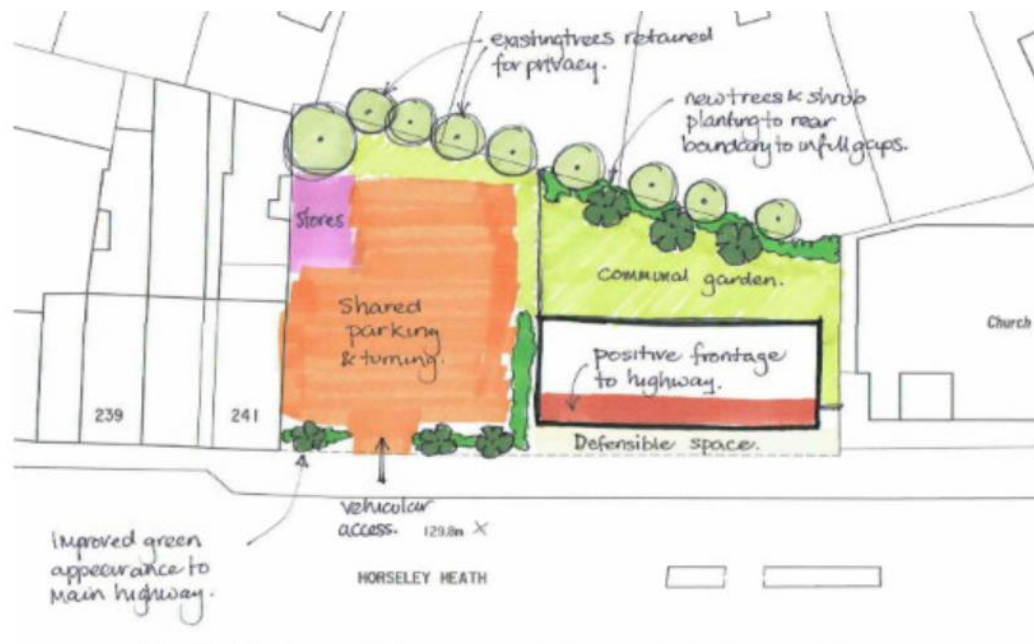 existing trees retained
for privacy.
new trees & shrub
planting to rear
boundary to infill gaps.
Stores
Communal garden.
Shared
parking
& turning.
Church
positive frontage
to highway.
239
241
Defensible space.
vehicular
access.
129.8m
Improved green
appearance to
Main highway.
HORSELEY HEATH